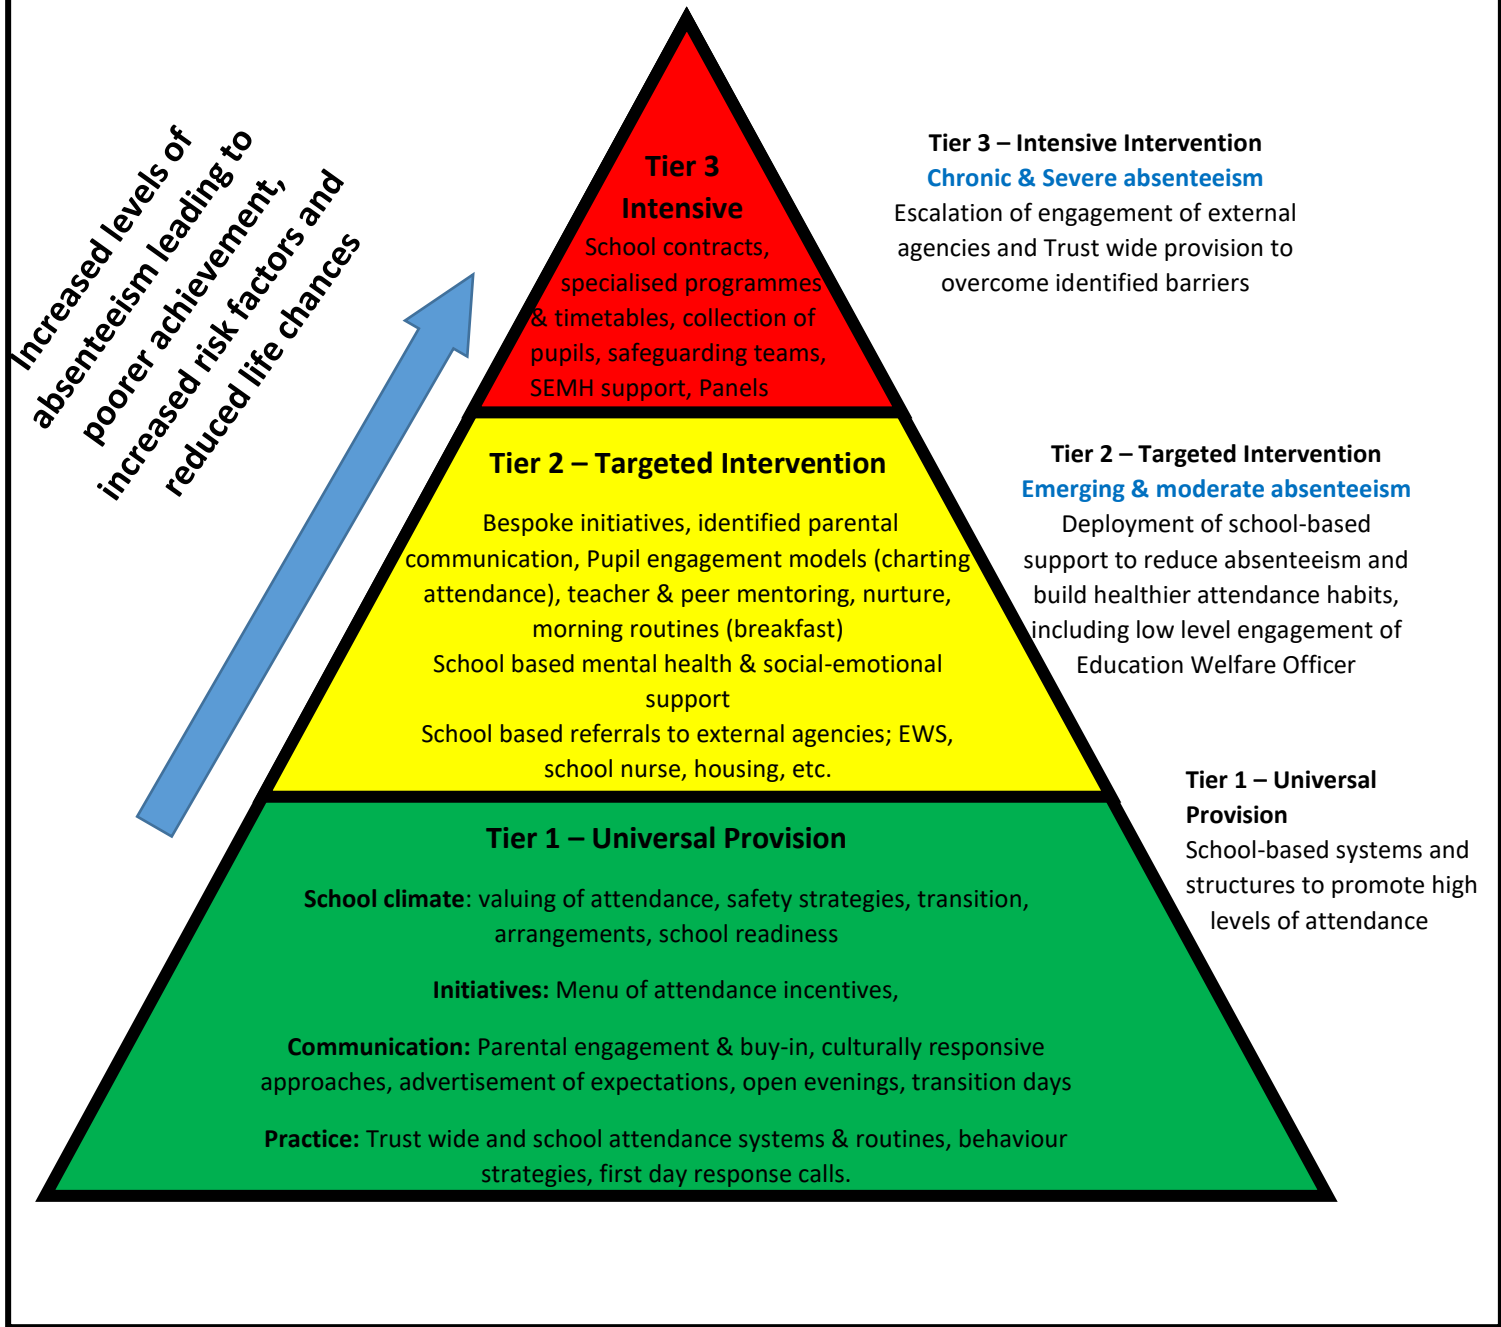 Increased levels of
absenteeism leading to
poorer achievement,
increased risk factors and
reduced life chances
Tier 3
Intensive
School contracts,
specialised programmes
& timetables, collection of
pupils, safeguarding teams,
SEMH support, Panels
Tier 3 – Intensive Intervention
Chronic & Severe absenteeism
Escalation of engagement of external
agencies and Trust wide provision to
overcome identified barriers
Tier 2 – Targeted Intervention
Bespoke initiatives, identified parental
communication, Pupil engagement models (charting
attendance), teacher & peer mentoring, nurture,
morning routines (breakfast)
School based mental health & social-emotional
support
School based referrals to external agencies; EWS,
school nurse, housing, etc.
Tier 2 – Targeted Intervention
Emerging & moderate absenteeism
Deployment of school-based
support to reduce absenteeism and
build healthier attendance habits,
including low level engagement of
Education Welfare Officer
Tier 1 – Universal Provision
School climate: valuing of attendance, safety strategies, transition,
arrangements, school readiness
Initiatives: Menu of attendance incentives,
Communication: Parental engagement & buy-in, culturally responsive
approaches, advertisement of expectations, open evenings, transition days
Practice: Trust wide and school attendance systems & routines, behaviour
strategies, first day response calls.
Tier 1 – Universal
Provision
School-based systems and
structures to promote high
levels of attendance